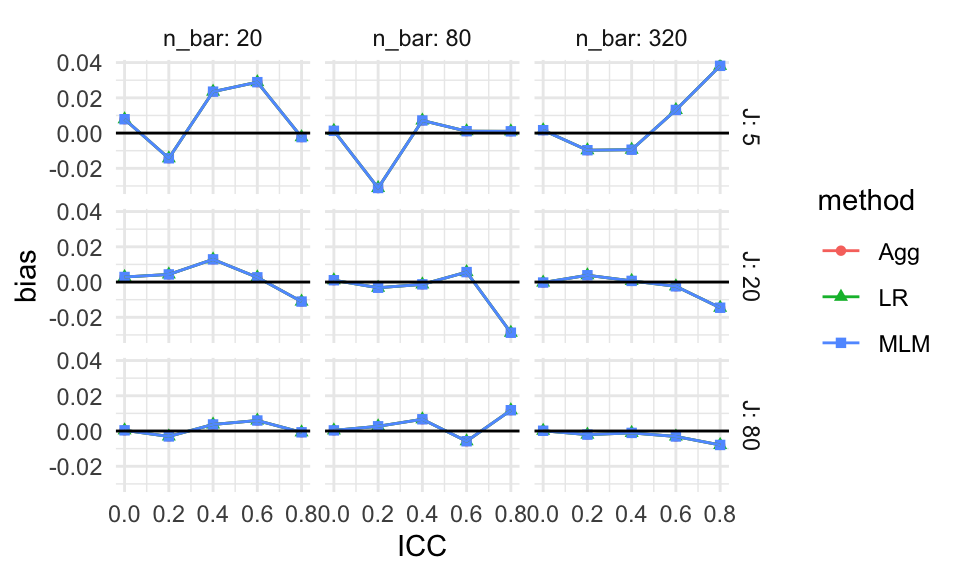 n_bar: 20 n_bar: 80 n_bar: 320
0.04
0.02
0.00
-0.02
J: 5
0.04
0.02
0.00
-0.02
J: 20
0.04
0.02
0.00
-0.02
J: 80
0.0 0.2 0.4 0.6 0.8 0.0 0.2 0.4 0.6 0.8 0.0 0.2 0.4 0.6 0.8
ICC
bias
method
Agg
LR
MLM